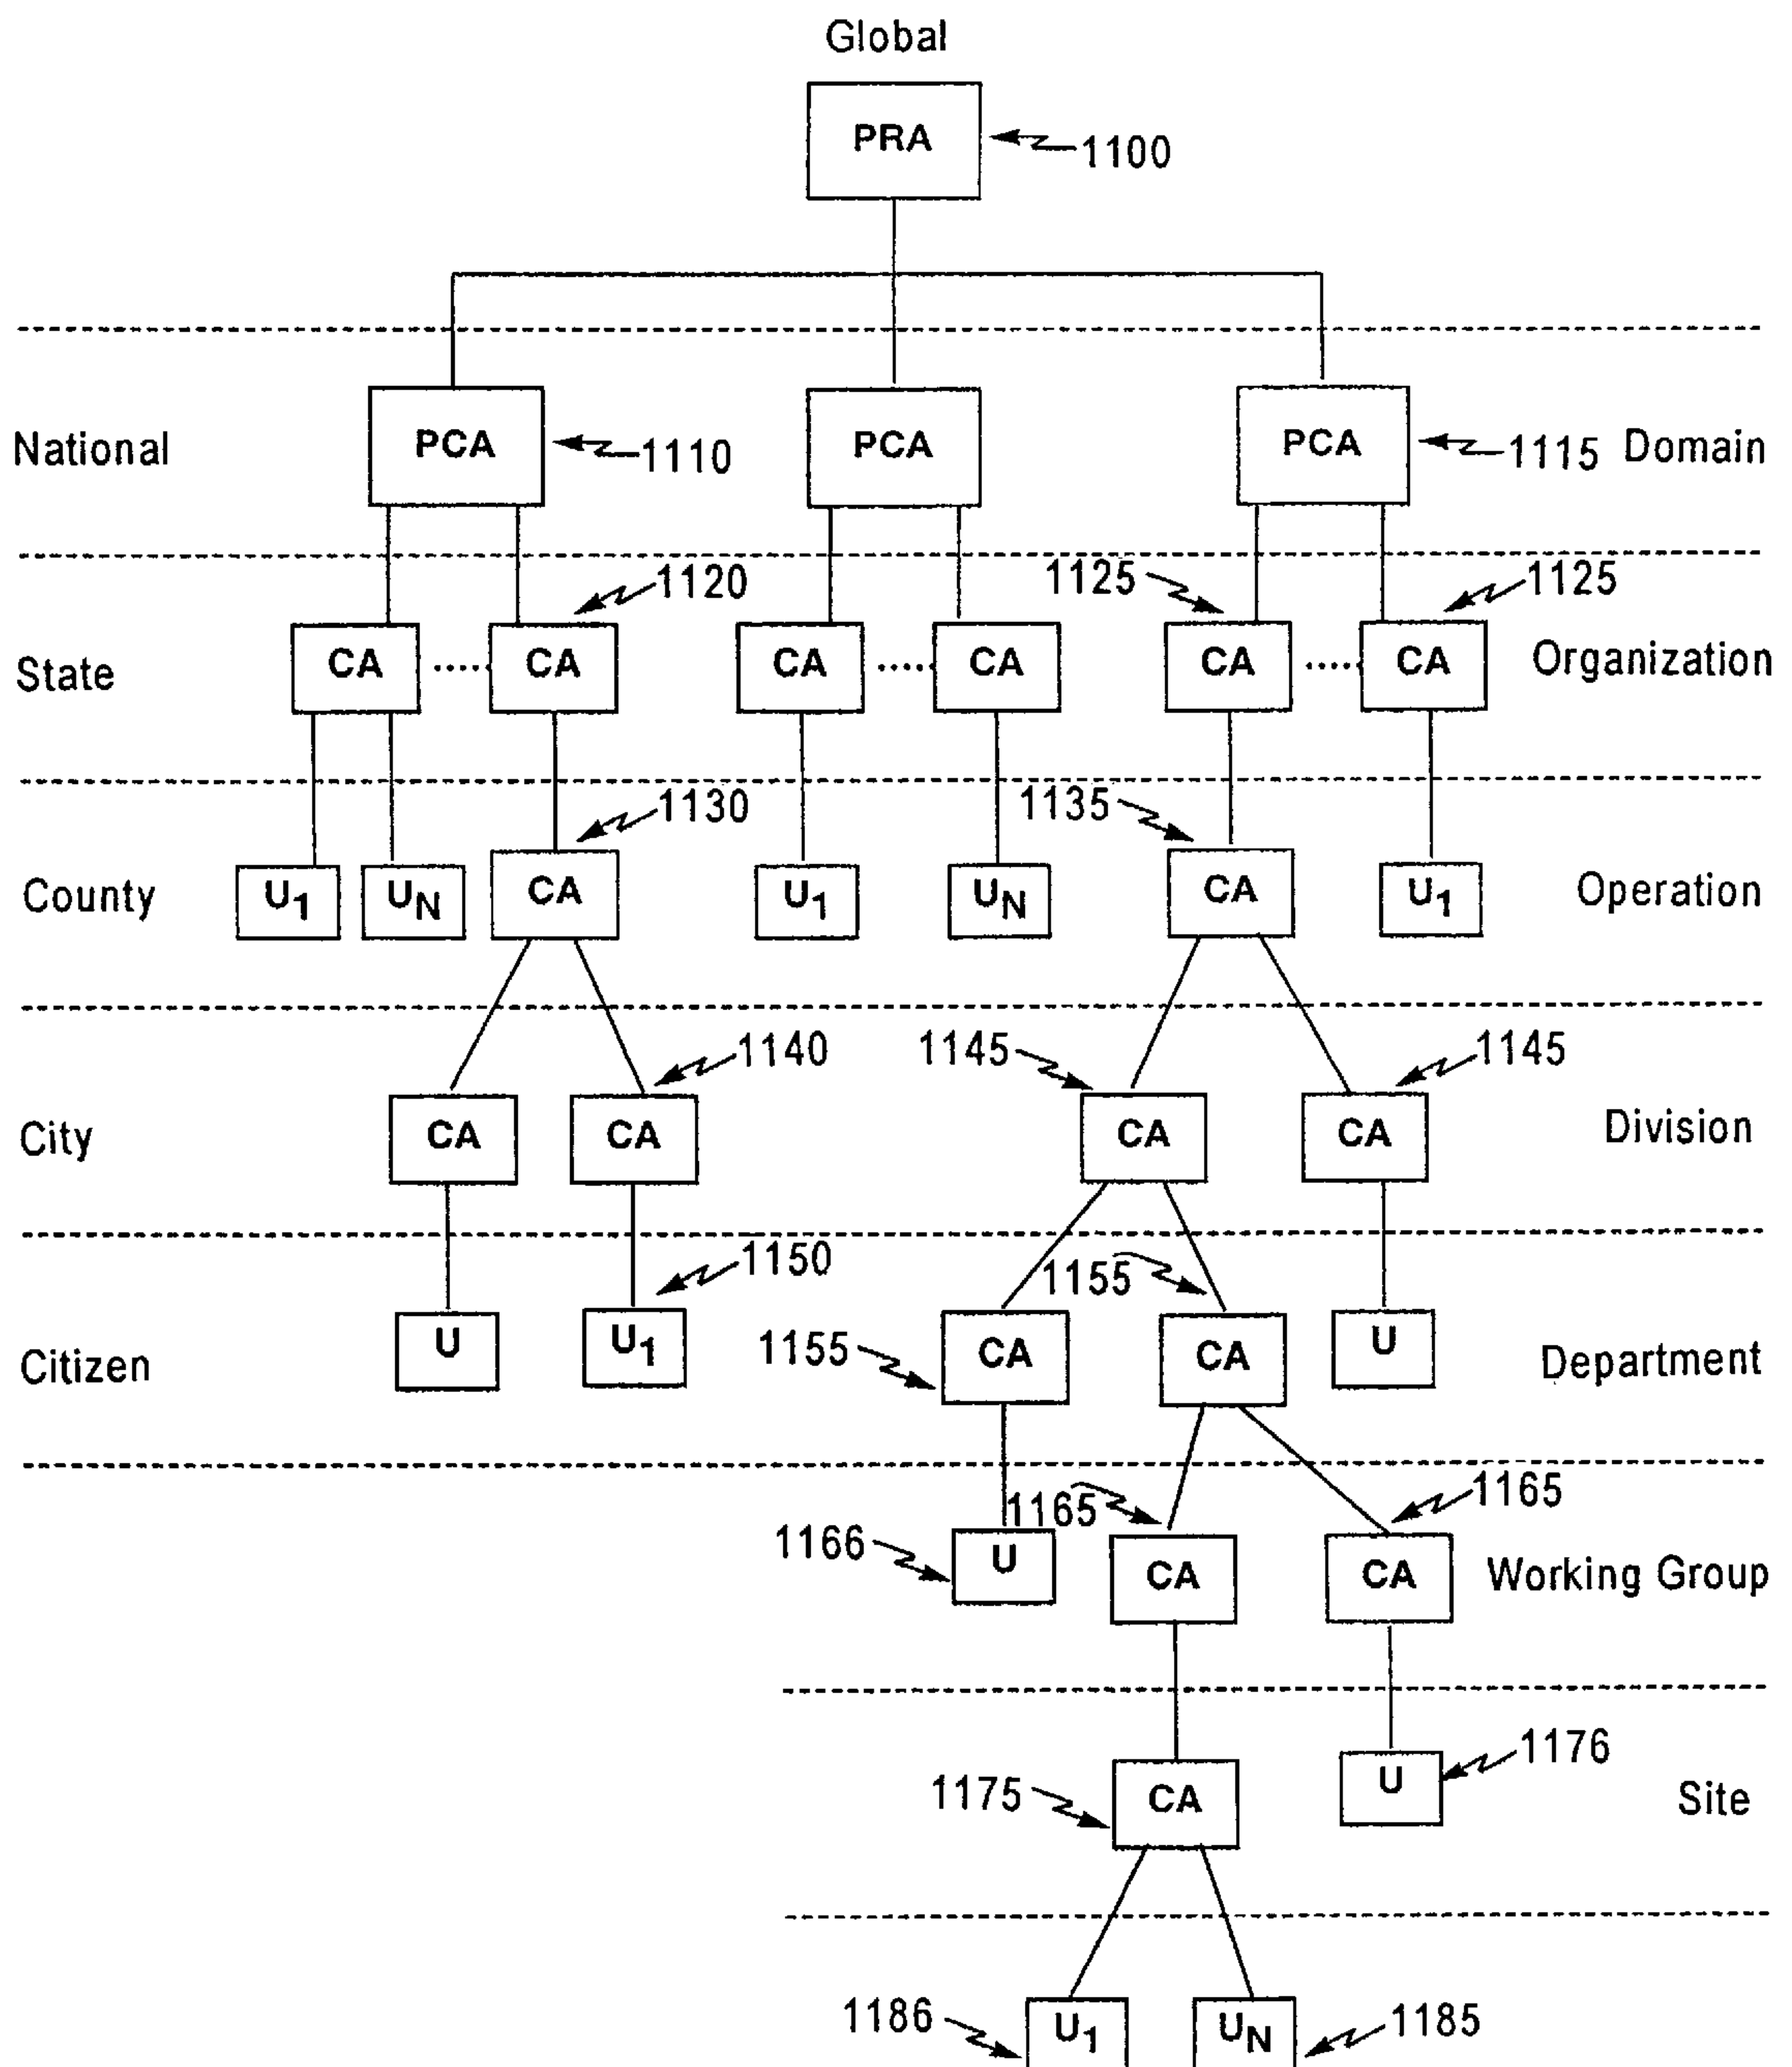 Global
PRA 1100
National PCA 1110 PCA PCA 1115 Domain
1120 1125 1125
State CA ..... CA CA ..... CA CA ..... CA Organization
1130 1135
County U1 UN CA U1 UN CA U1 Operation
1140 1145 1145
City CA CA CA CA Division
1150 1155
Citizen U U1 1155 CA CA U Department
1165 1165
1166 U CA CA Working Group
1175 CA U 1176 Site
1186 U1 UN 1185